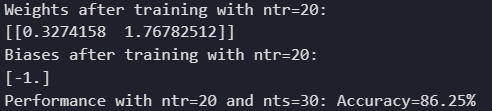 Weights after training with ntr=20:
[[0.3274158  1.76782512]]
Biases after training with ntr=20:
[-1.]
Performance with ntr=20 and nts=30: Accuracy=86.25%